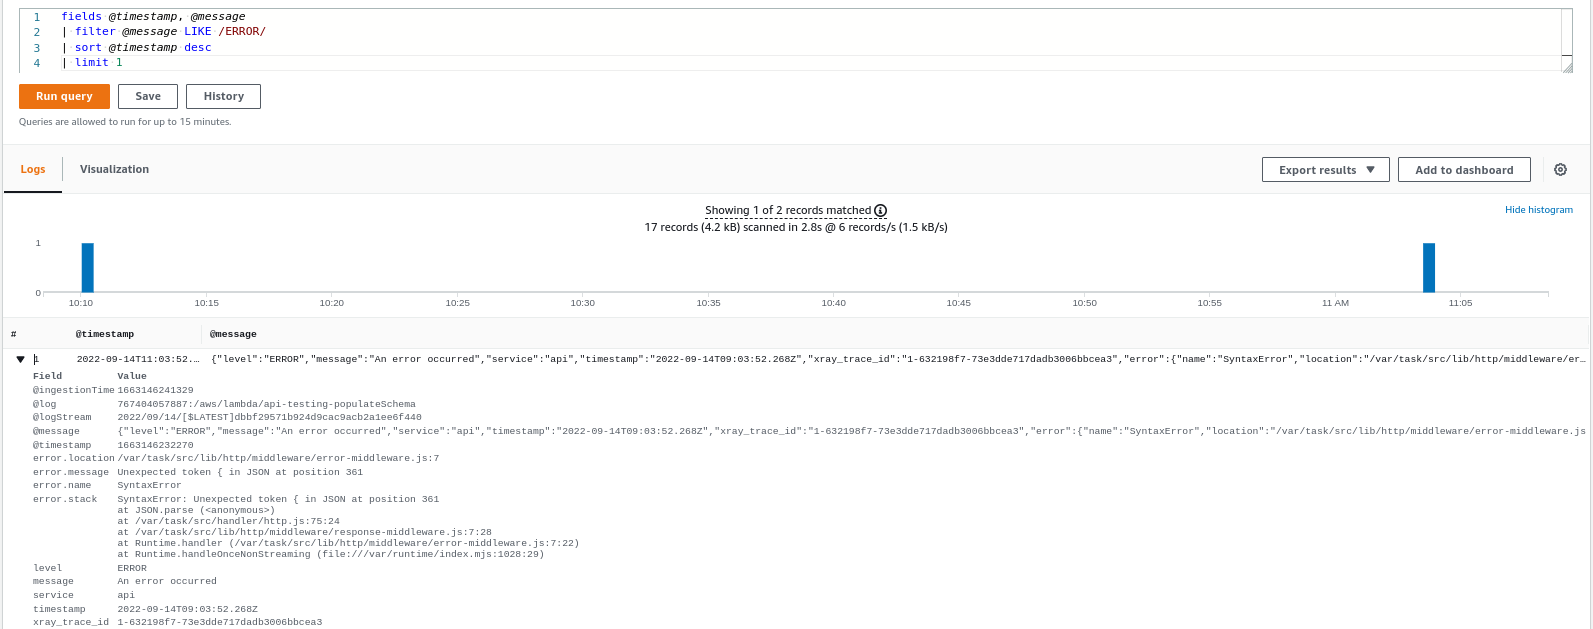 1 fields @timestamp, @message
2 | filter @message LIKE /ERROR/
3 | sort @timestamp desc
4 | limit 1
Run query Save History
Queries are allowed to run for up to 15 minutes.
Logs Visualization Export results ▼ Add to dashboard
Showing 1 of 2 records matched
17 records (4.2 kB) scanned in 2.8s @ 6 records/s (1.5 kB/s)
Hide histogram
1
0
10:10 10:15 10:20 10:25 10:30 10:35 10:40 10:45 10:50 10:55 11 AM 11:05
# @timestamp @message
▼ 1 2022-09-14T11:03:52.… {"level":"ERROR","message":"An error occurred","service":"api","timestamp":"2022-09-14T09:03:52.268Z","xray_trace_id":"1-632198f7-73e3dde717dadb3006bbcea3","error":{"name":"SyntaxError","location":"/var/task/src/lib/http/middleware/er…
Field Value
@ingestionTime 1663146241329
@log 767404057887:/aws/lambda/api-testing-populateSchema
@logStream 2022/09/14/[$LATEST]dbbf29571b924d9cac9acb2a1ee6f440
@message {"level":"ERROR","message":"An error occurred","service":"api","timestamp":"2022-09-14T09:03:52.268Z","xray_trace_id":"1-632198f7-73e3dde717dadb3006bbcea3","error":{"name":"SyntaxError","location":"/var/task/src/lib/http/middleware/error-middleware.js
@timestamp 1663146232270
error.location /var/task/src/lib/http/middleware/error-middleware.js:7
error.message Unexpected token { in JSON at position 361
error.name SyntaxError
error.stack SyntaxError: Unexpected token { in JSON at position 361
at JSON.parse (<anonymous>)
at /var/task/src/handler/http.js:75:24
at /var/task/src/lib/http/middleware/response-middleware.js:7:28
at Runtime.handler (/var/task/src/lib/http/middleware/error-middleware.js:7:22)
at Runtime.handleOnceNonStreaming (file:///var/runtime/index.mjs:1028:29)
level ERROR
message An error occurred
service api
timestamp 2022-09-14T09:03:52.268Z
xray_trace_id 1-632198f7-73e3dde717dadb3006bbcea3